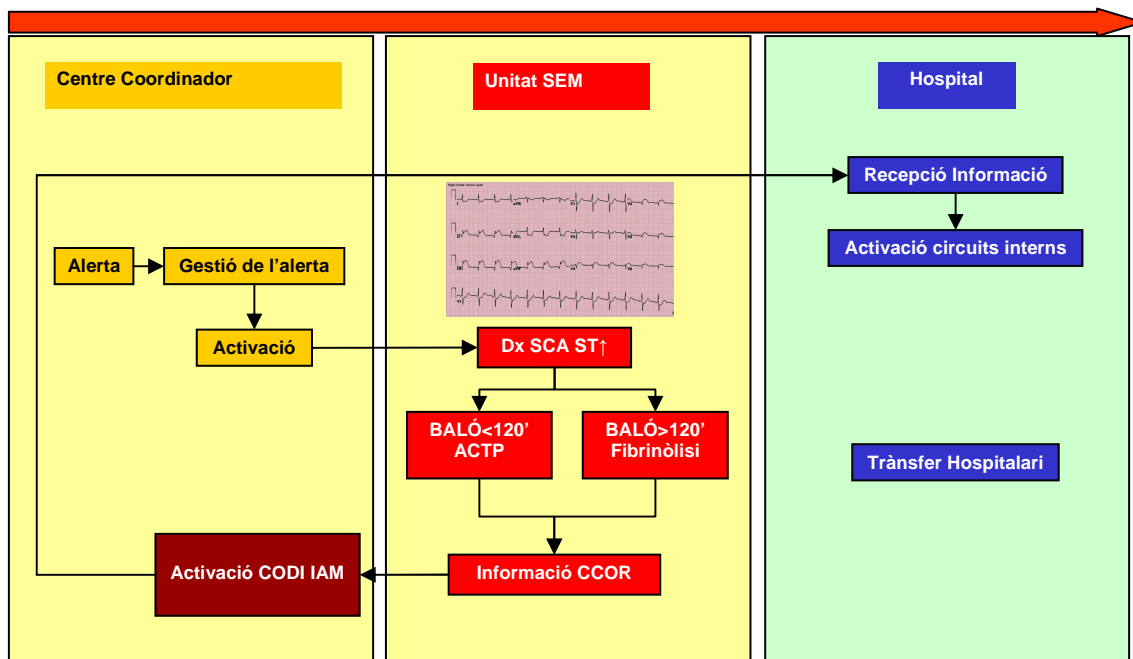 Centre Coordinador
Unitat SEM
Hospital
Recepció Informació
Activació circuits interns
Alerta
Gestió de l'alerta
Activació
Dx SCA ST↑
BALÓ<120'
ACTP
BALÓ>120'
Fibrinòlisi
Trànsfer Hospitalari
Activació CODI IAM
Informació CCOR